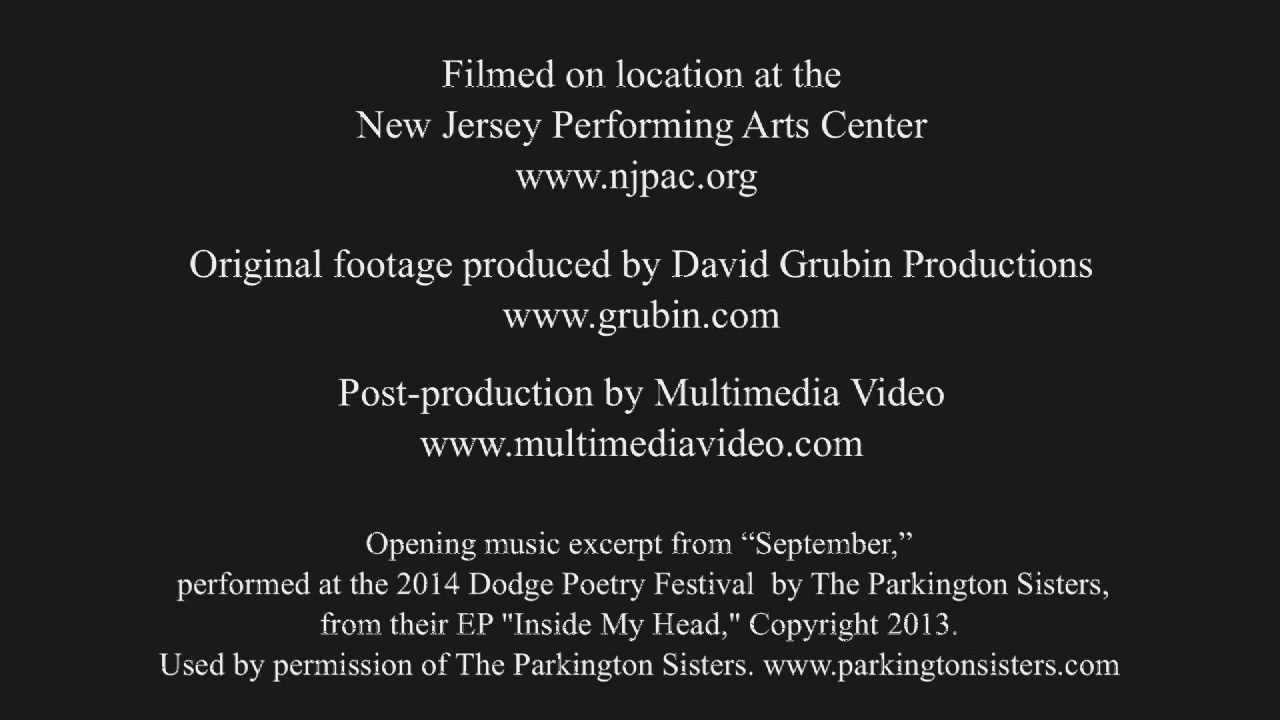 Filmed on location at the
New Jersey Performing Arts Center
www.njpac.org
Original footage produced by David Grubin Productions
www.grubin.com
Post-production by Multimedia Video
www.multimediavideo.com
Opening music excerpt from “September,”
performed at the 2014 Dodge Poetry Festival  by The Parkington Sisters,
from their EP "Inside My Head," Copyright 2013.
Used by permission of The Parkington Sisters. www.parkingtonsisters.com